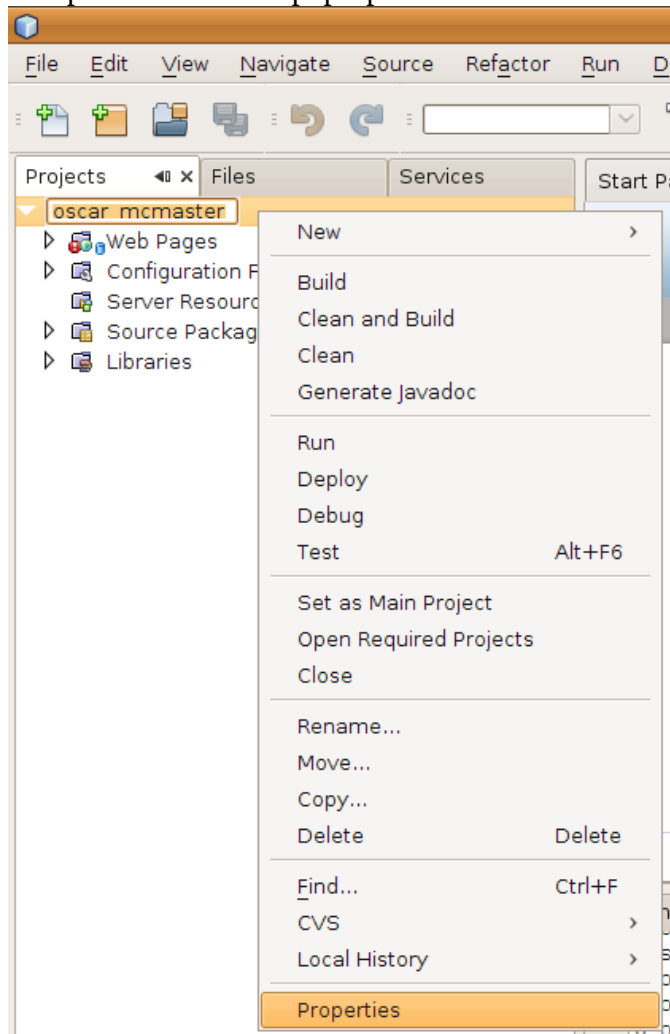 File Edit View Navigate Source Refactor Run D
Projects Files Services Start Pa
oscar_mcmaster
Web Pages
Configuration F
Server Resourc
Source Packag
Libraries
New
Build
Clean and Build
Clean
Generate Javadoc
Run
Deploy
Debug
Test Alt+F6
Set as Main Project
Open Required Projects
Close
Rename...
Move...
Copy...
Delete Delete
Find... Ctrl+F
CVS
Local History
Properties